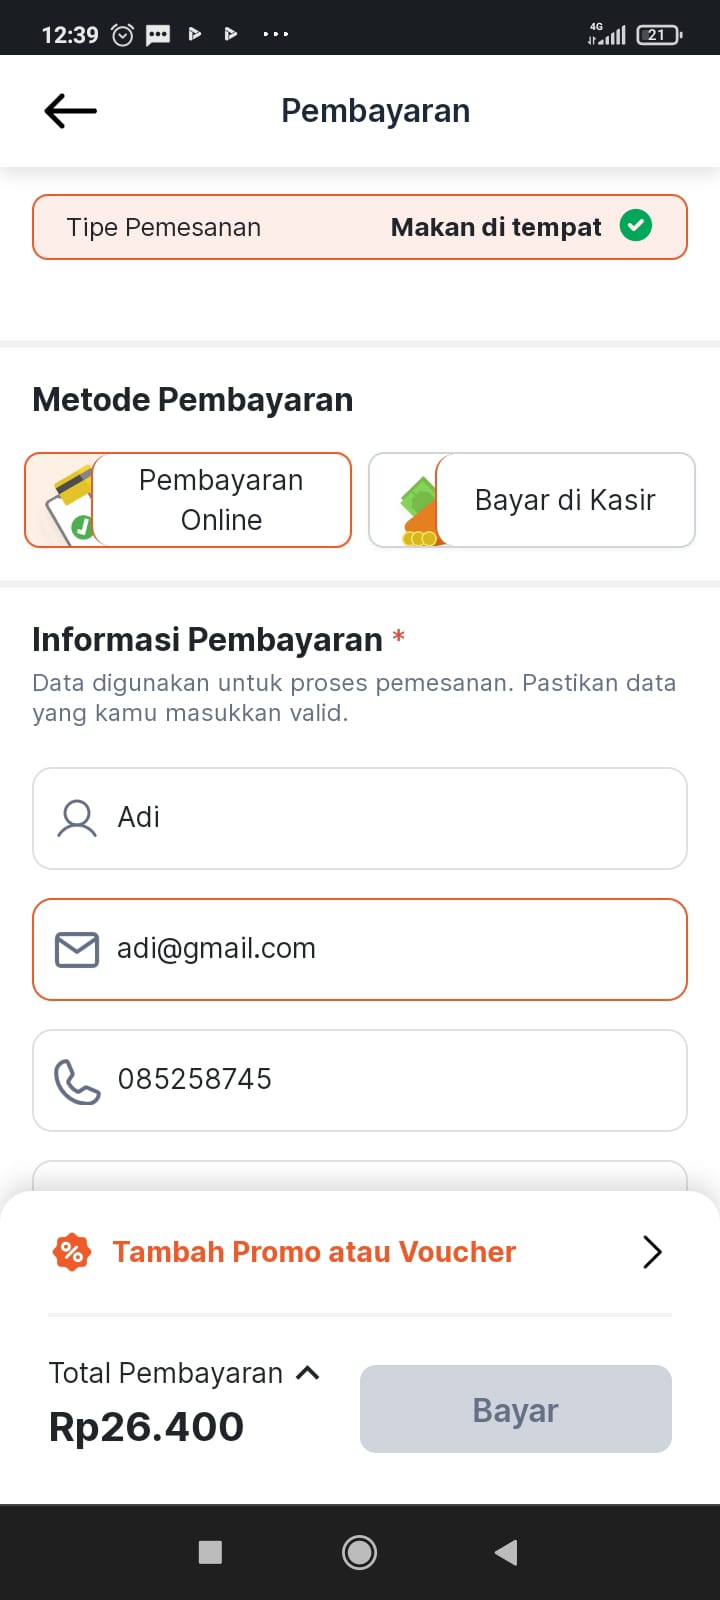 12:39
4G
21
Pembayaran
Tipe Pemesanan Makan di tempat
Metode Pembayaran
Pembayaran
Online
Bayar di Kasir
Informasi Pembayaran *
Data digunakan untuk proses pemesanan. Pastikan data
yang kamu masukkan valid.
Adi
adi@gmail.com
085258745
% Tambah Promo atau Voucher
Total Pembayaran
Rp26.400
Bayar